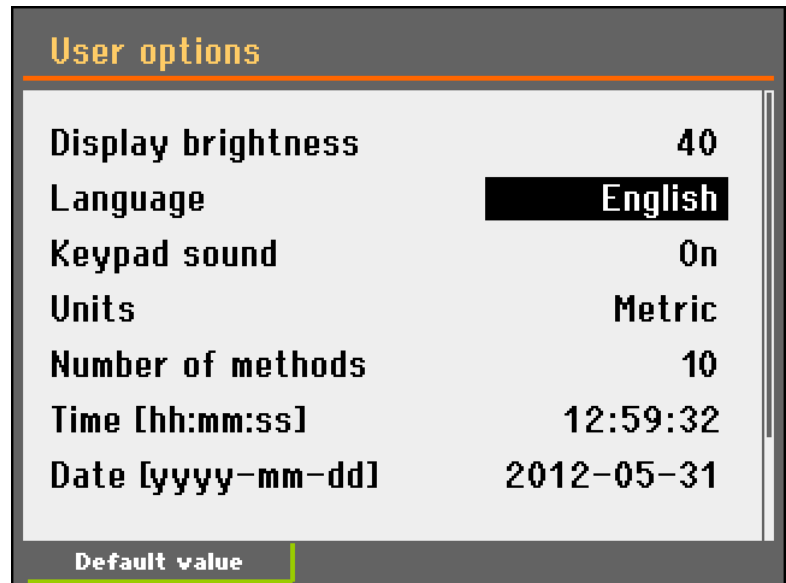 User options
Display brightness 40
Language English
Keypad sound On
Units Metric
Number of methods 10
Time [hh:mm:ss] 12:59:32
Date [yyyy-mm-dd] 2012-05-31
Default value